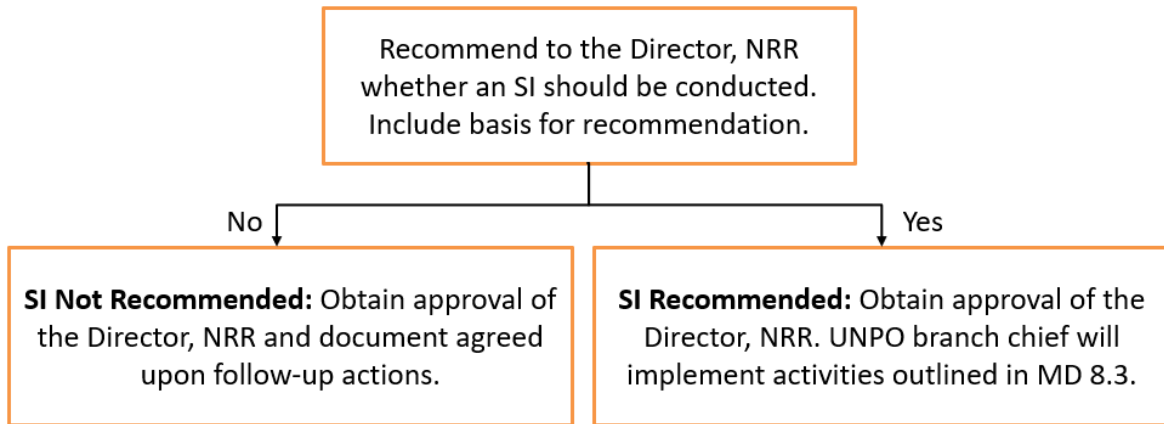 Recommend to the Director, NRR
whether an SI should be conducted.
Include basis for recommendation.
No
Yes
SI Not Recommended: Obtain approval of
the Director, NRR and document agreed
upon follow-up actions.
SI Recommended: Obtain approval of the
Director, NRR. UNPO branch chief will
implement activities outlined in MD 8.3.